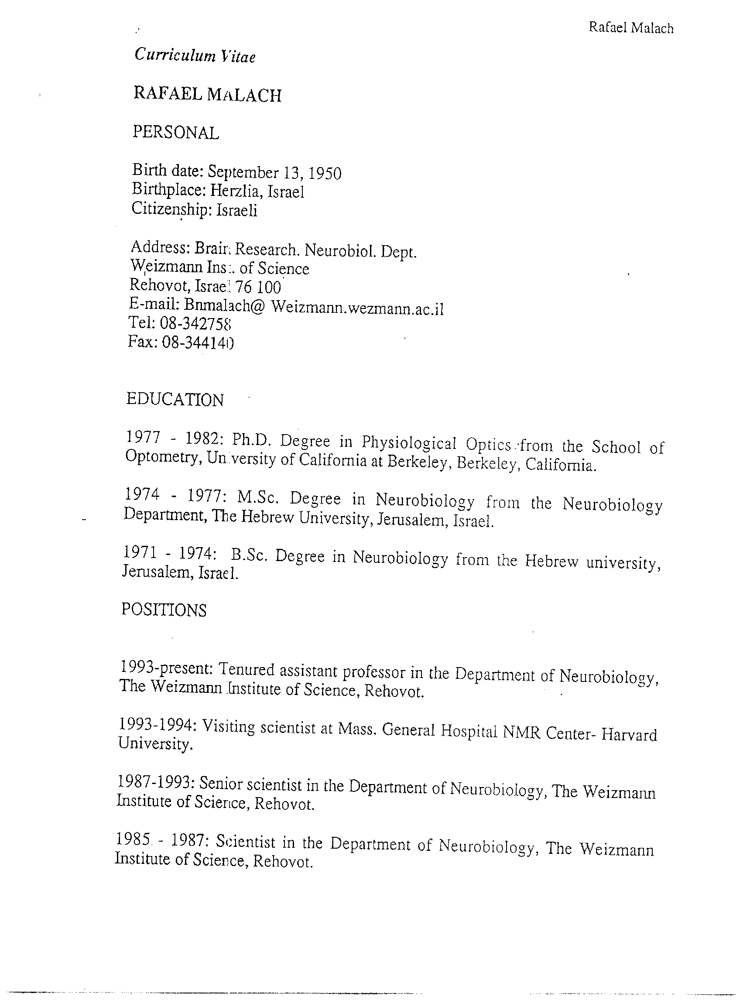 Rafael Malach
Curriculum Vitae
RAFAEL MALACH
PERSONAL
Birth date: September 13, 1950
Birthplace: Herzlia, Israel
Citizenship: Israeli
Address: Brain Research. Neurobiol. Dept.
Weizmann Ins:. of Science
Rehovot, Israel 76 100
E-mail: Bnmalach@ Weizmann.wezmann.ac.il
Tel: 08-342758
Fax: 08-344140
EDUCATION
1977 - 1982: Ph.D. Degree in Physiological Optics from the School of
Optometry, University of California at Berkeley, Berkeley, California.
1974 - 1977: M.Sc. Degree in Neurobiology from the Neurobiology
Department, The Hebrew University, Jerusalem, Israel.
1971 - 1974: B.Sc. Degree in Neurobiology from the Hebrew university,
Jerusalem, Israel.
POSITIONS
1993-present: Tenured assistant professor in the Department of Neurobiology,
The Weizmann Institute of Science, Rehovot.
1993-1994: Visiting scientist at Mass. General Hospital NMR Center- Harvard
University.
1987-1993: Senior scientist in the Department of Neurobiology, The Weizmann
Institute of Science, Rehovot.
1985 - 1987: Scientist in the Department of Neurobiology, The Weizmann
Institute of Science, Rehovot.